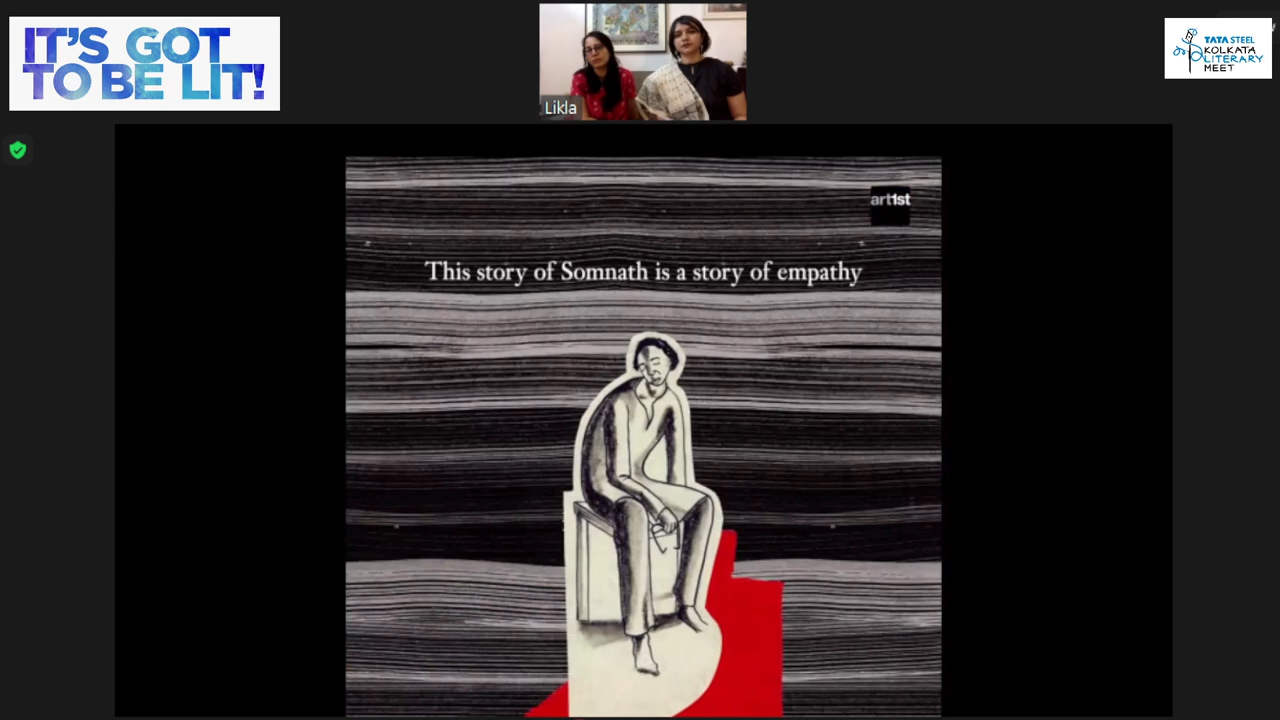 IT'S GOT
TO BE LIT!
Likla
TATA STEEL
KOLKATA
LITERARY
MEET
art1st
This story of Somnath is a story of empathy